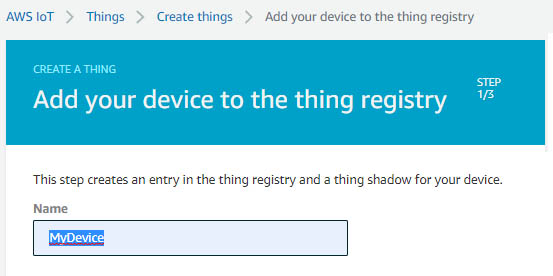 AWS IoT > Things > Create things > Add your device to the thing registry
CREATE A THING
Add your device to the thing registry
STEP
1/3
This step creates an entry in the thing registry and a thing shadow for your device.
Name
MyDevice